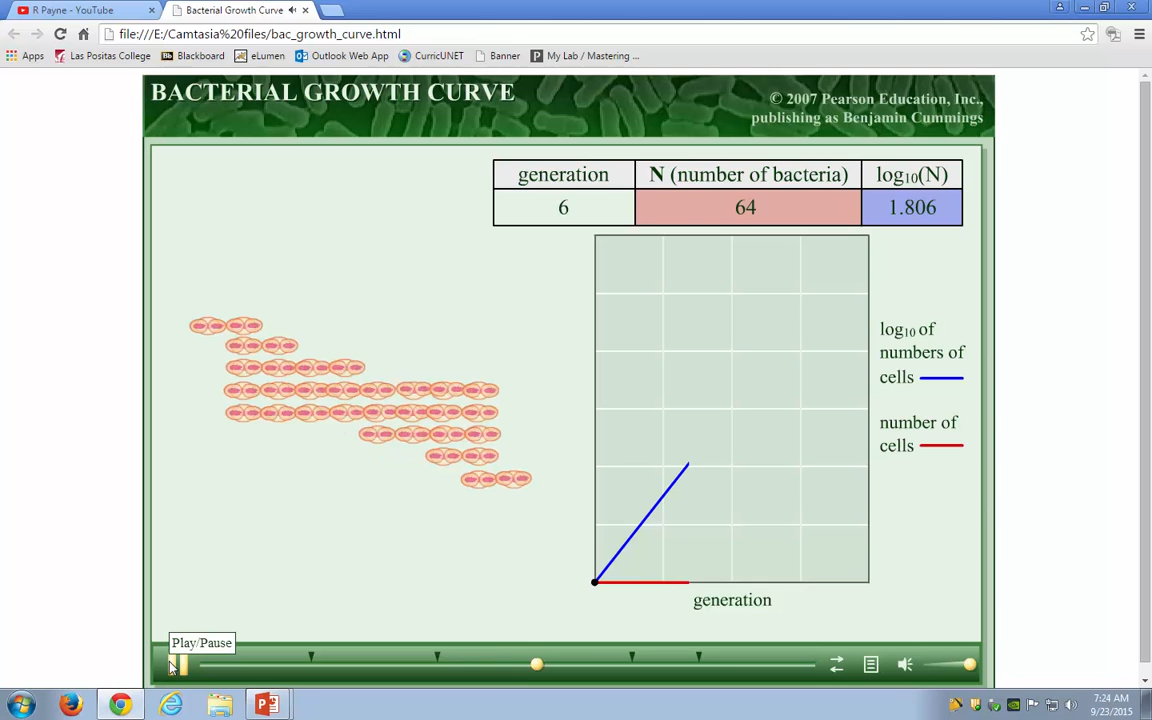 R Payne - YouTube
Bacterial Growth Curve
file:///E:/Camtasia%20files/bac_growth_curve.html
Apps
Las Positas College
Bb Blackboard
eLumen
Outlook Web App
CurricUNET
Banner
P My Lab / Mastering ...
BACTERIAL GROWTH CURVE
© 2007 Pearson Education, Inc.,
publishing as Benjamin Cummings
generation N (number of bacteria) log₁₀(N)
6 64 1.806
log₁₀ of
numbers of
cells
number of
cells
generation
Play/Pause
7:24 AM
9/23/2015